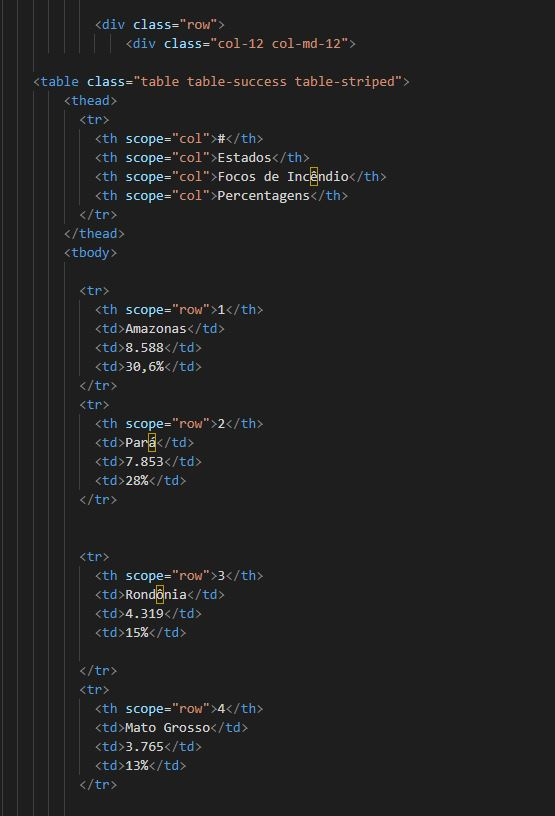 <div class="row">
<div class="col-12 col-md-12">
<table class="table table-success table-striped">
<thead>
<tr>
<th scope="col">#</th>
<th scope="col">Estados</th>
<th scope="col">Focos de Incêndio</th>
<th scope="col">Percentagens</th>
</tr>
</thead>
<tbody>
<tr>
<th scope="row">1</th>
<td>Amazonas</td>
<td>8.588</td>
<td>30,6%</td>
</tr>
<tr>
<th scope="row">2</th>
<td>Pará</td>
<td>7.853</td>
<td>28%</td>
</tr>
<tr>
<th scope="row">3</th>
<td>Rondônia</td>
<td>4.319</td>
<td>15%</td>
</tr>
<tr>
<th scope="row">4</th>
<td>Mato Grosso</td>
<td>3.765</td>
<td>13%</td>
</tr>